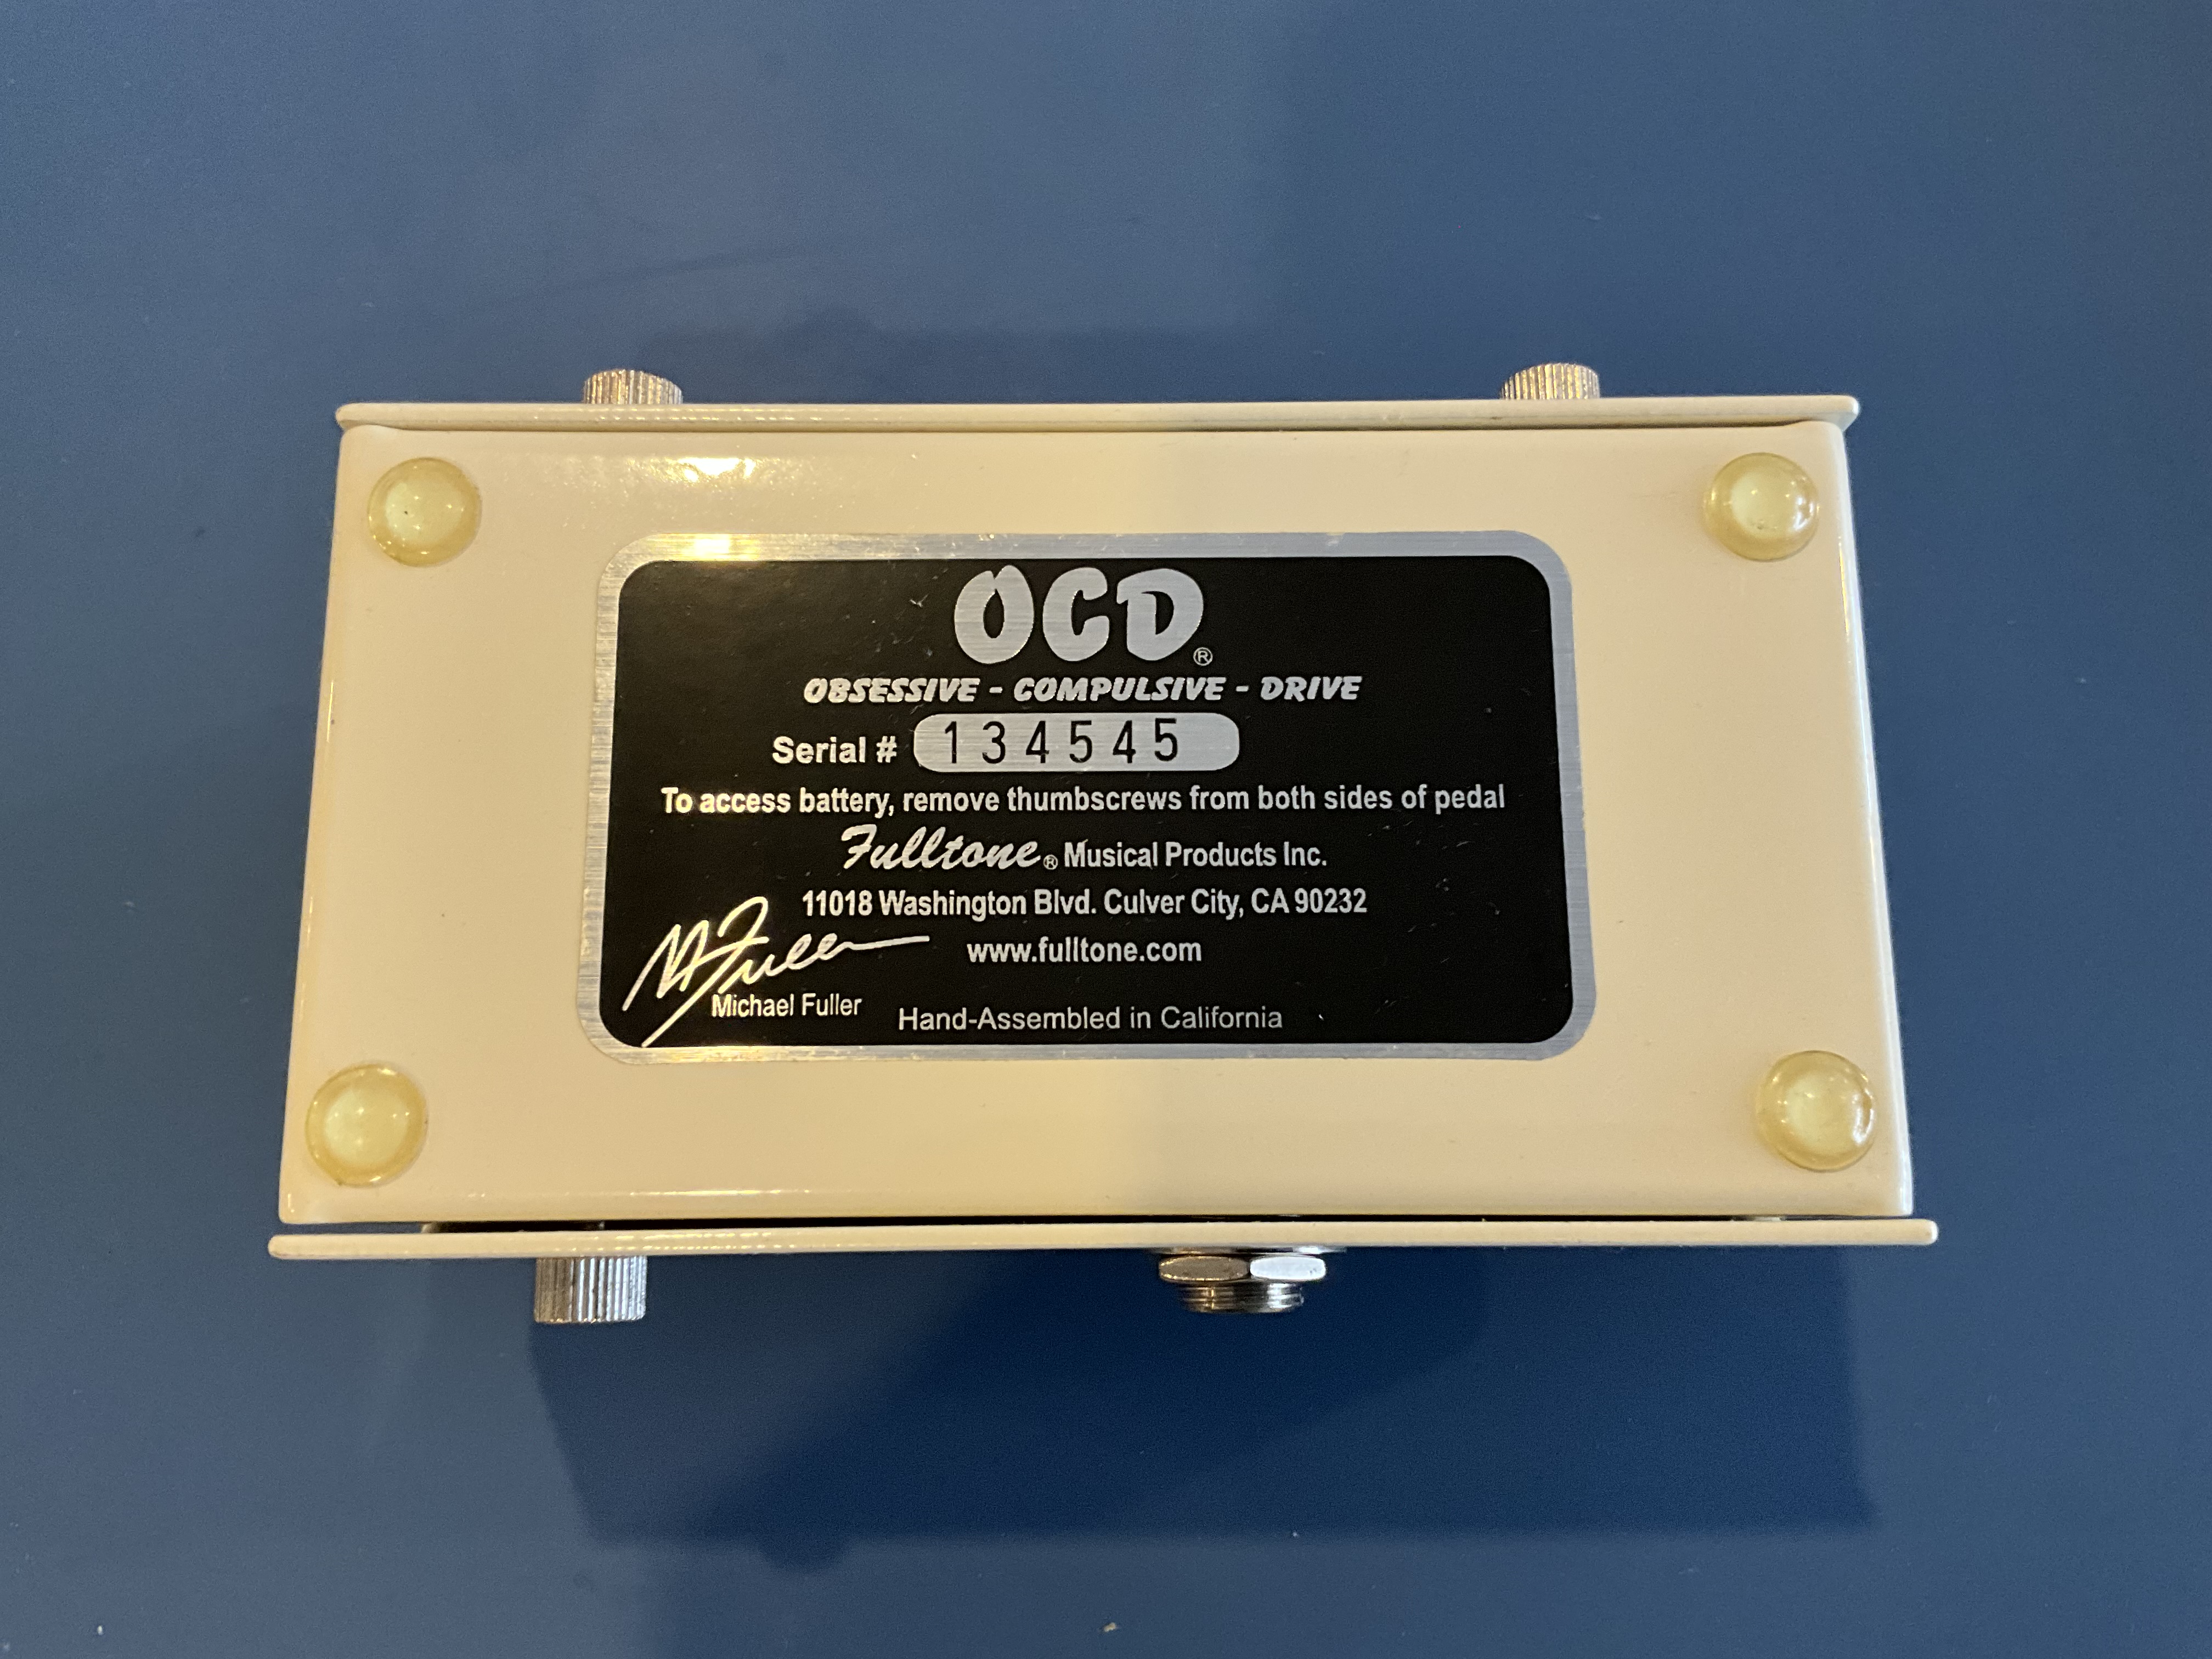 OCD®
OBSESSIVE - COMPULSIVE - DRIVE
Serial # 134545
To access battery, remove thumbscrews from both sides of pedal
Fulltone® Musical Products Inc.
11018 Washington Blvd. Culver City, CA 90232
www.fulltone.com
M Fuller
Michael Fuller
Hand-Assembled in California